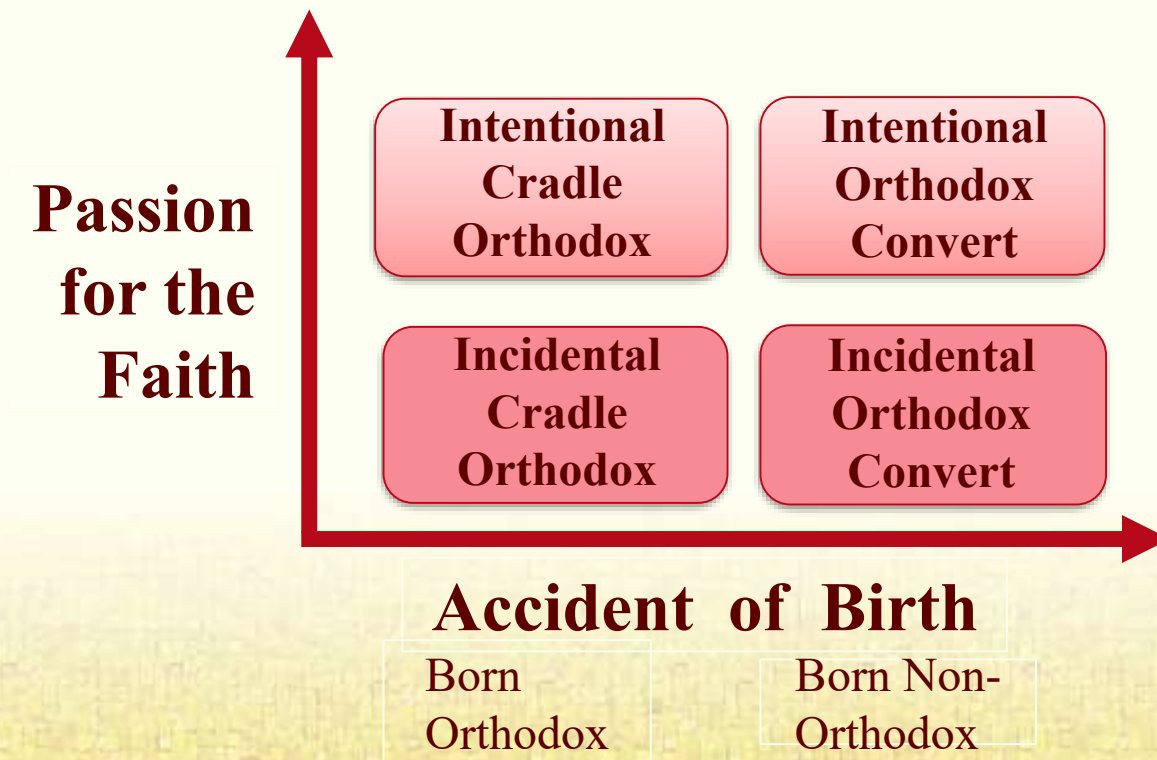 Passion
for the
Faith
Intentional
Cradle
Orthodox
Intentional
Orthodox
Convert
Incidental
Cradle
Orthodox
Incidental
Orthodox
Convert
Accident of Birth
Born
Orthodox
Born Non-
Orthodox